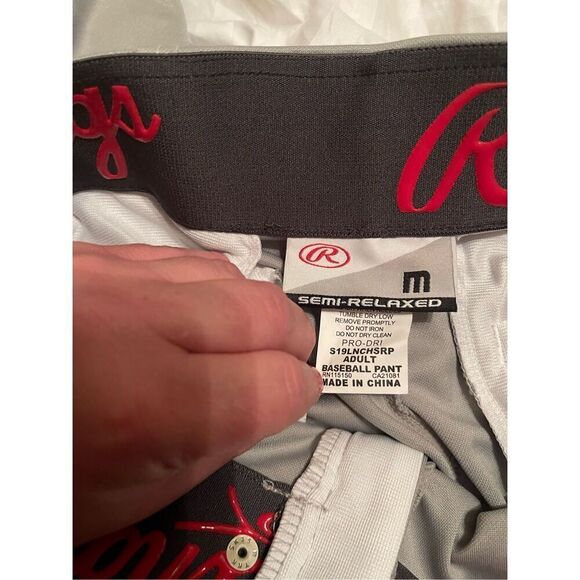 gs R
R
m
SEMI-RELAXED
TUMBLE DRY LOW
REMOVE PROMPTLY
DO NOT IRON
DO NOT DRY CLEAN
PRO-DRI
S19LNCHSRP
ADULT
BASEBALL PANT
RN115150 CA21081
MADE IN CHINA